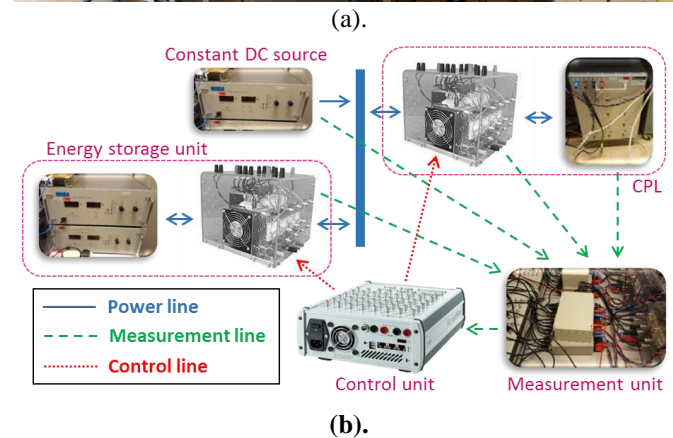 (a).
Constant DC source
Energy storage unit
CPL
Power line
Measurement line
Control line
Control unit
Measurement unit
(b).